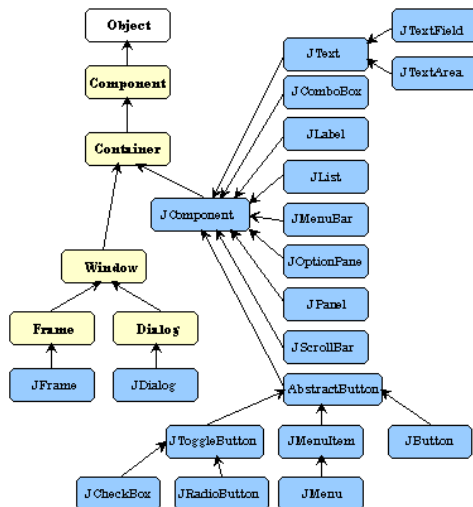 Object
Component
Container
Window
Frame
Dialog
JFrame
JDialog
JComponent
JText
JTextField
JTextArea
JComboBox
JLabel
JList
JMenuBar
JOptionPane
JPanel
JScrollBar
AbstractButton
JToggleButton
JMenuItem
JButton
JCheckBox
JRadioButton
JMenu